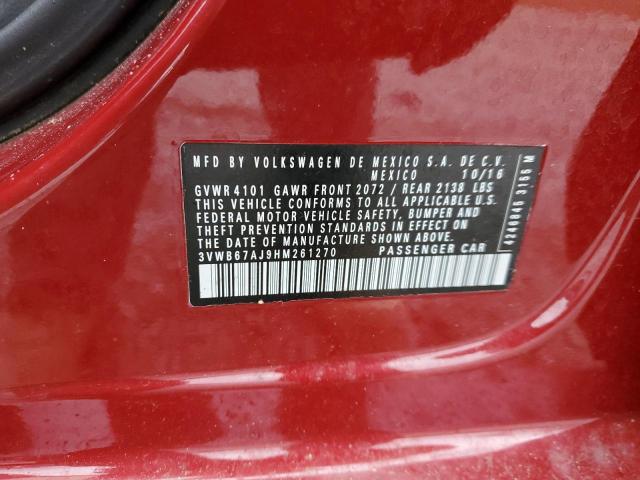 MFD BY VOLKSWAGEN DE MEXICO S.A. DE C.V.
MEXICO 10/16
GVWR 4101 GAWR FRONT 2072 / REAR 2138 LBS
THIS VEHICLE CONFORMS TO ALL APPLICABLE U.S.
FEDERAL MOTOR VEHICLE SAFETY, BUMPER AND
THEFT PREVENTION STANDARDS IN EFFECT ON
THE DATE OF MANUFACTURE SHOWN ABOVE.
3VWB67AJ9HM261270 PASSENGER CAR
3166 M